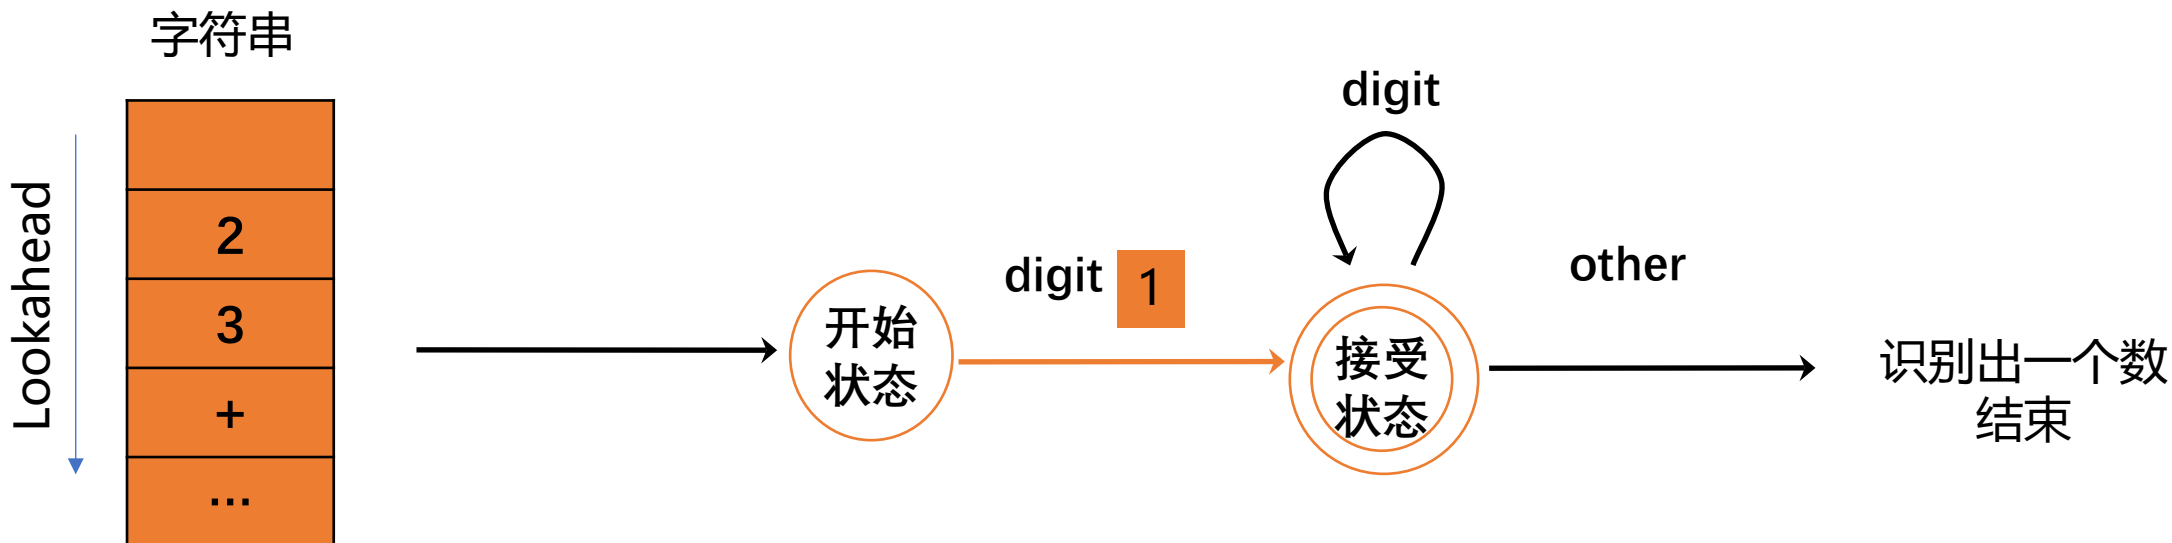 字符串
Lookahead
2
3
+
...
开始
状态
digit 1
digit
接受
状态
other
识别出一个数
结束